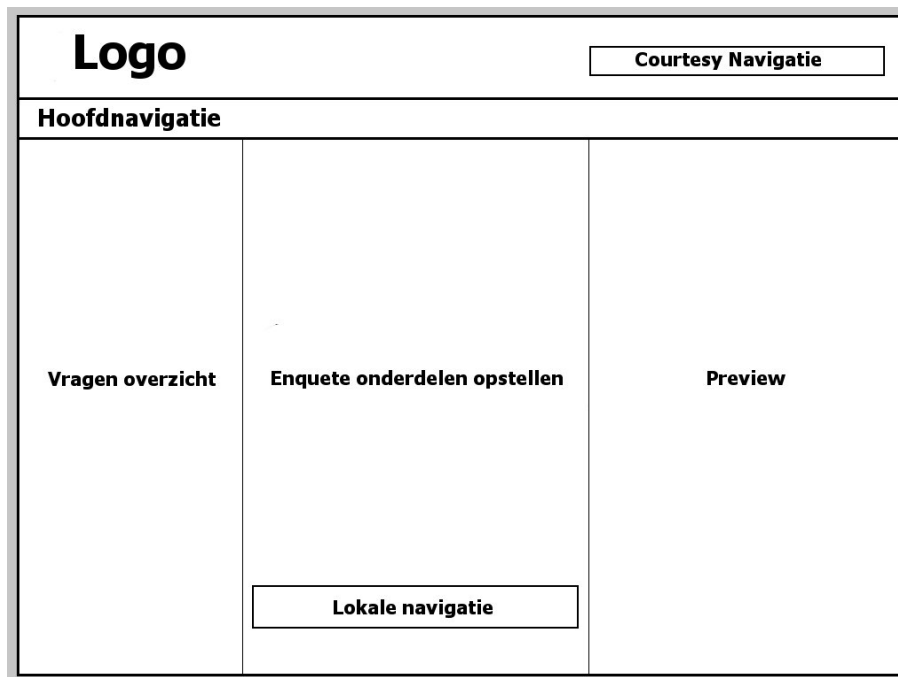 Logo
Courtesy Navigatie
Hoofdnavigatie
Vragen overzicht
Enquete onderdelen opstellen
Preview
Lokale navigatie